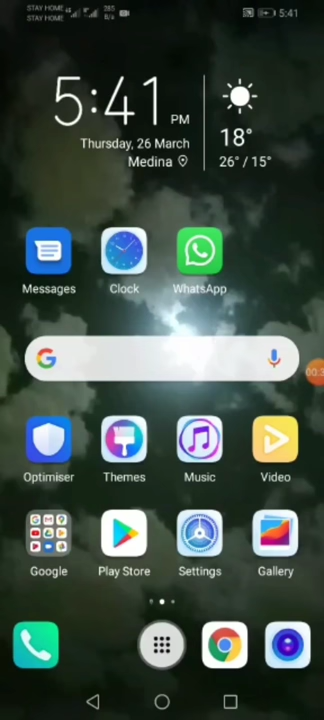 STAY HOME
STAY HOME
5:41
5:41 PM
Thursday, 26 March
Medina
18°
26° / 15°
Messages
Clock
WhatsApp
Optimiser
Themes
Music
Video
Google
Play Store
Settings
Gallery